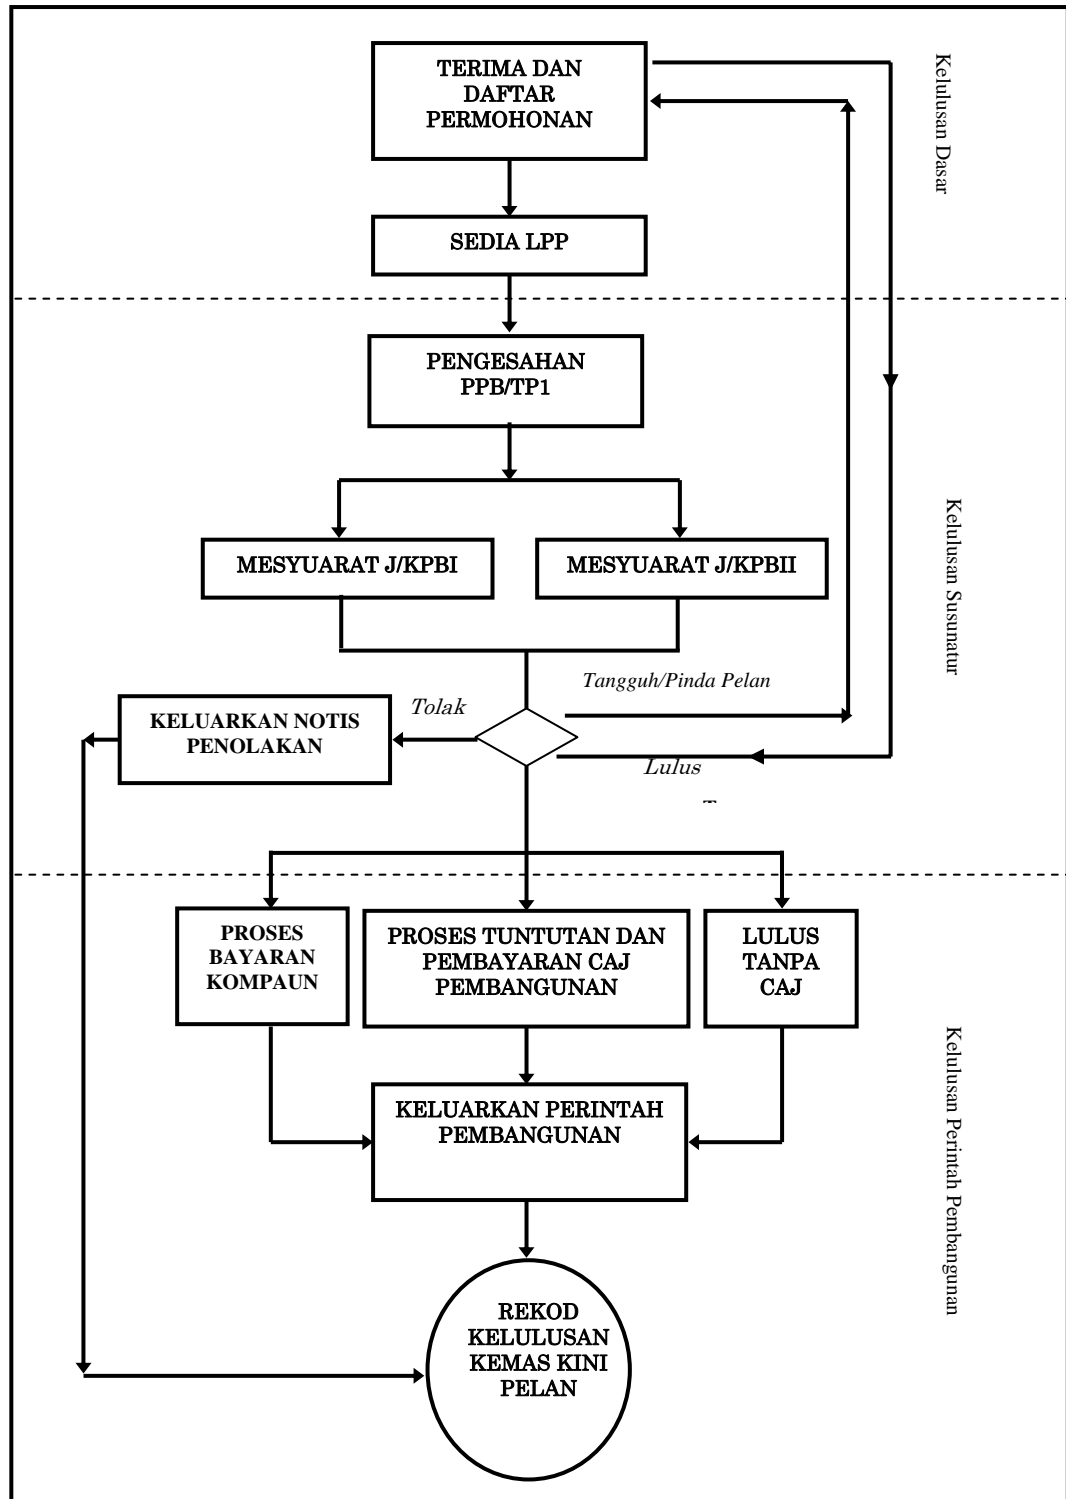 TERIMA DAN
DAFTAR
PERMOHONAN
Kelulusan Dasar
SEDIA LPP
PENGESAHAN
PPB/TP1
MESYUARAT J/KPBI
MESYUARAT J/KPBII
Kelulusan Susunatur
Tangguh/Pinda Pelan
Tolak
KELUARKAN NOTIS
PENOLAKAN
Lulus
PROSES
BAYARAN
KOMPAUN
PROSES TUNTUTAN DAN
PEMBAYARAN CAJ
PEMBANGUNAN
LULUS
TANPA
CAJ
Kelulusan Perintah Pembangunan
KELUARKAN PERINTAH
PEMBANGUNAN
REKOD
KELULUSAN
KEMAS KINI
PELAN